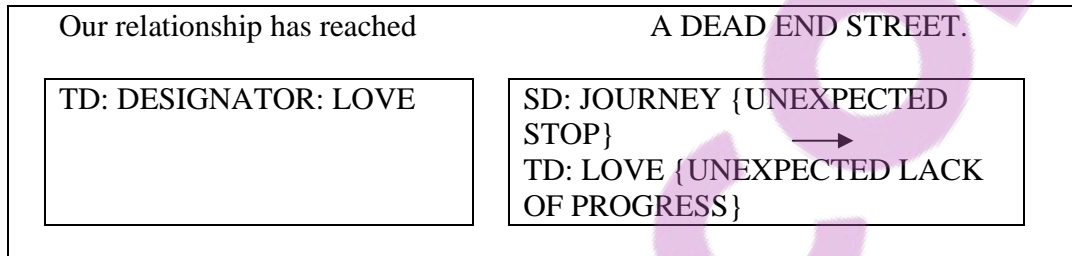 Our relationship has reached A DEAD END STREET.
TD: DESIGNATOR: LOVE
SD: JOURNEY {UNEXPECTED
STOP} →
TD: LOVE {UNEXPECTED LACK
OF PROGRESS}